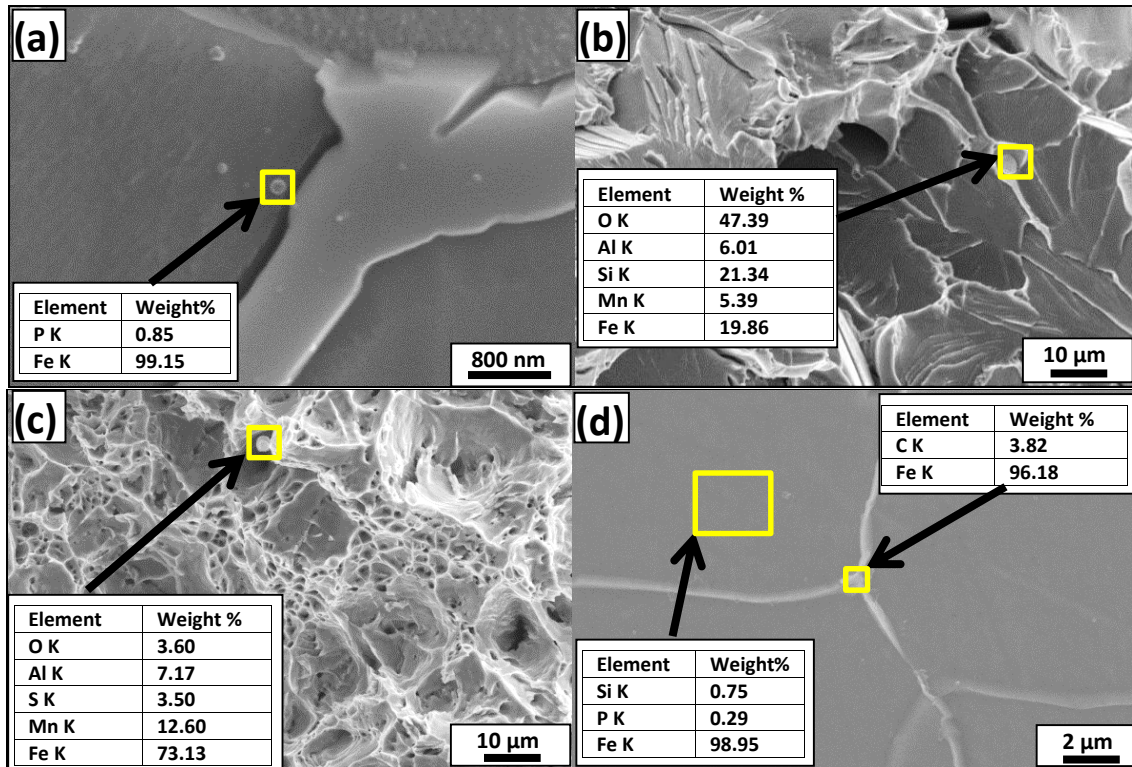 (a)
Element Weight%
P K 0.85
Fe K 99.15
800 nm
(b)
Element Weight %
O K 47.39
Al K 6.01
Si K 21.34
Mn K 5.39
Fe K 19.86
10 µm
(c)
Element Weight %
O K 3.60
Al K 7.17
S K 3.50
Mn K 12.60
Fe K 73.13
10 µm
(d)
Element Weight %
C K 3.82
Fe K 96.18
Element Weight%
Si K 0.75
P K 0.29
Fe K 98.95
2 µm